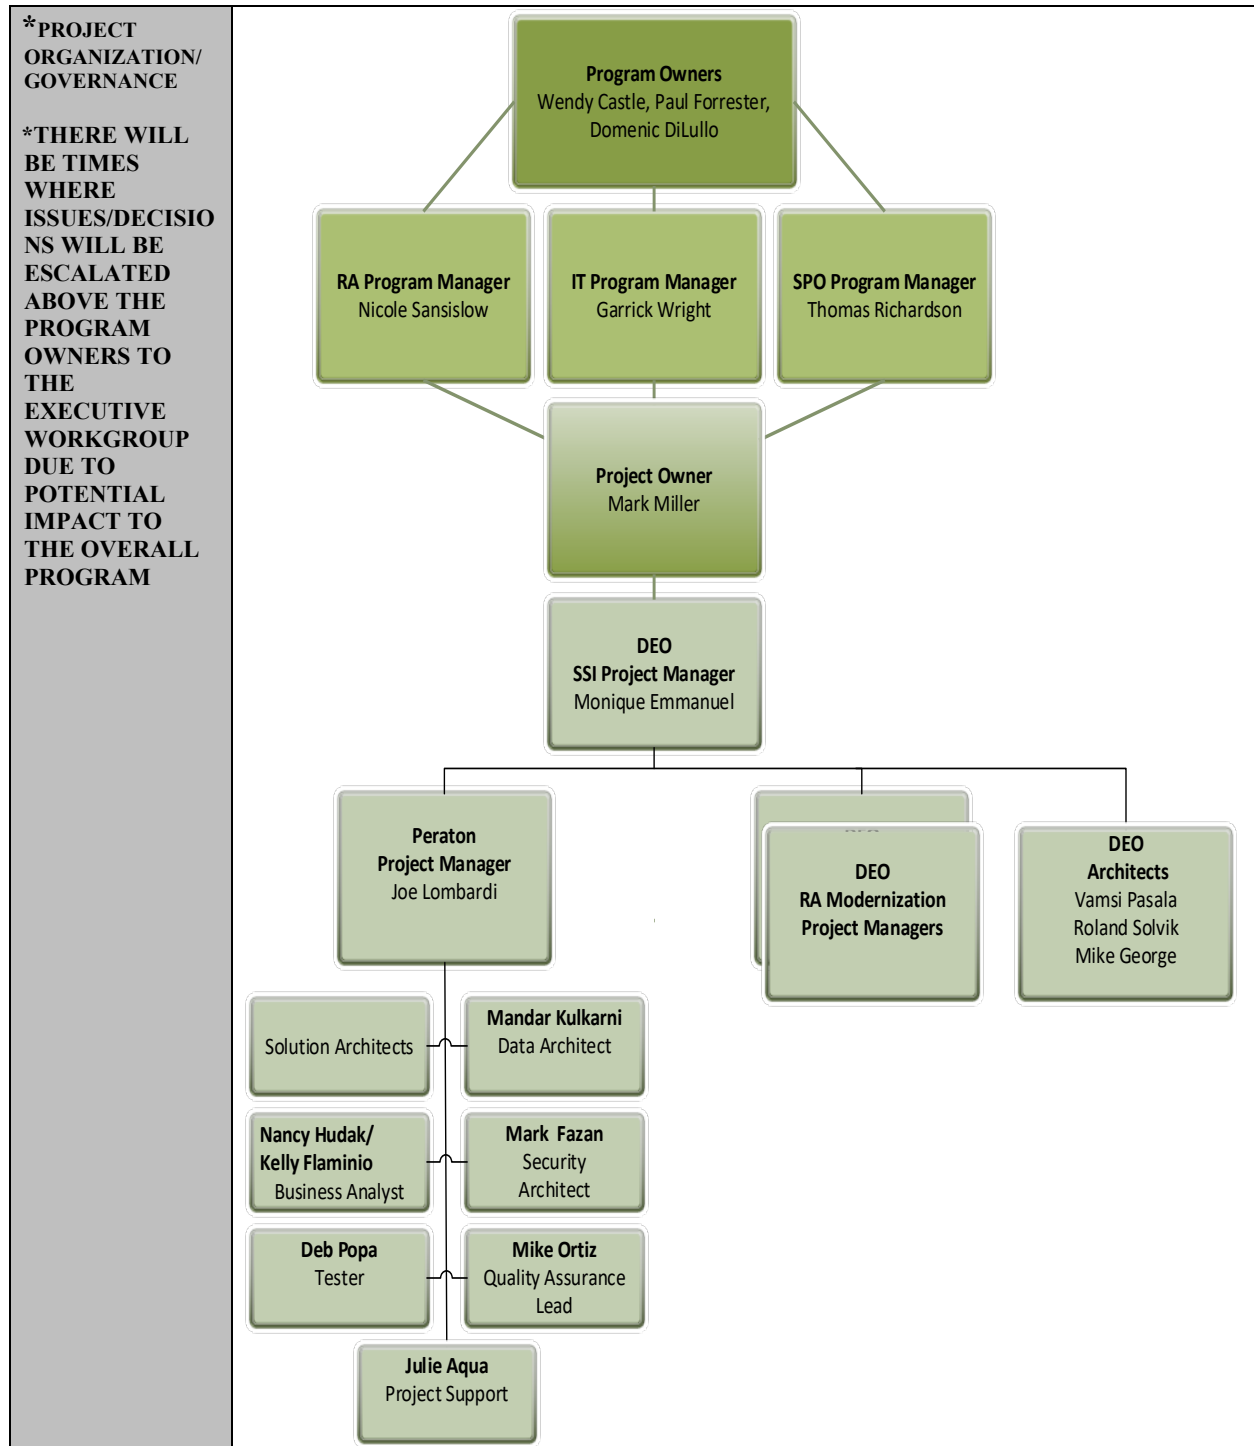 *PROJECT
ORGANIZATION/
GOVERNANCE
*THERE WILL
BE TIMES
WHERE
ISSUES/DECISIO
NS WILL BE
ESCALATED
ABOVE THE
PROGRAM
OWNERS TO
THE
EXECUTIVE
WORKGROUP
DUE TO
POTENTIAL
IMPACT TO
THE OVERALL
PROGRAM
Program Owners
Wendy Castle, Paul Forrester,
Domenic DiLullo
RA Program Manager
Nicole Sansislow
IT Program Manager
Garrick Wright
SPO Program Manager
Thomas Richardson
Project Owner
Mark Miller
DEO
SSI Project Manager
Monique Emmanuel
Peraton
Project Manager
Joe Lombardi
DEO
RA Modernization
Project Managers
DEO
Architects
Vamsi Pasala
Roland Solvik
Mike George
Solution Architects
Mandar Kulkarni
Data Architect
Nancy Hudak/
Kelly Flaminio
Business Analyst
Mark  Fazan
Security
Architect
Deb Popa
Tester
Mike Ortiz
Quality Assurance
Lead
Julie Aqua
Project Support